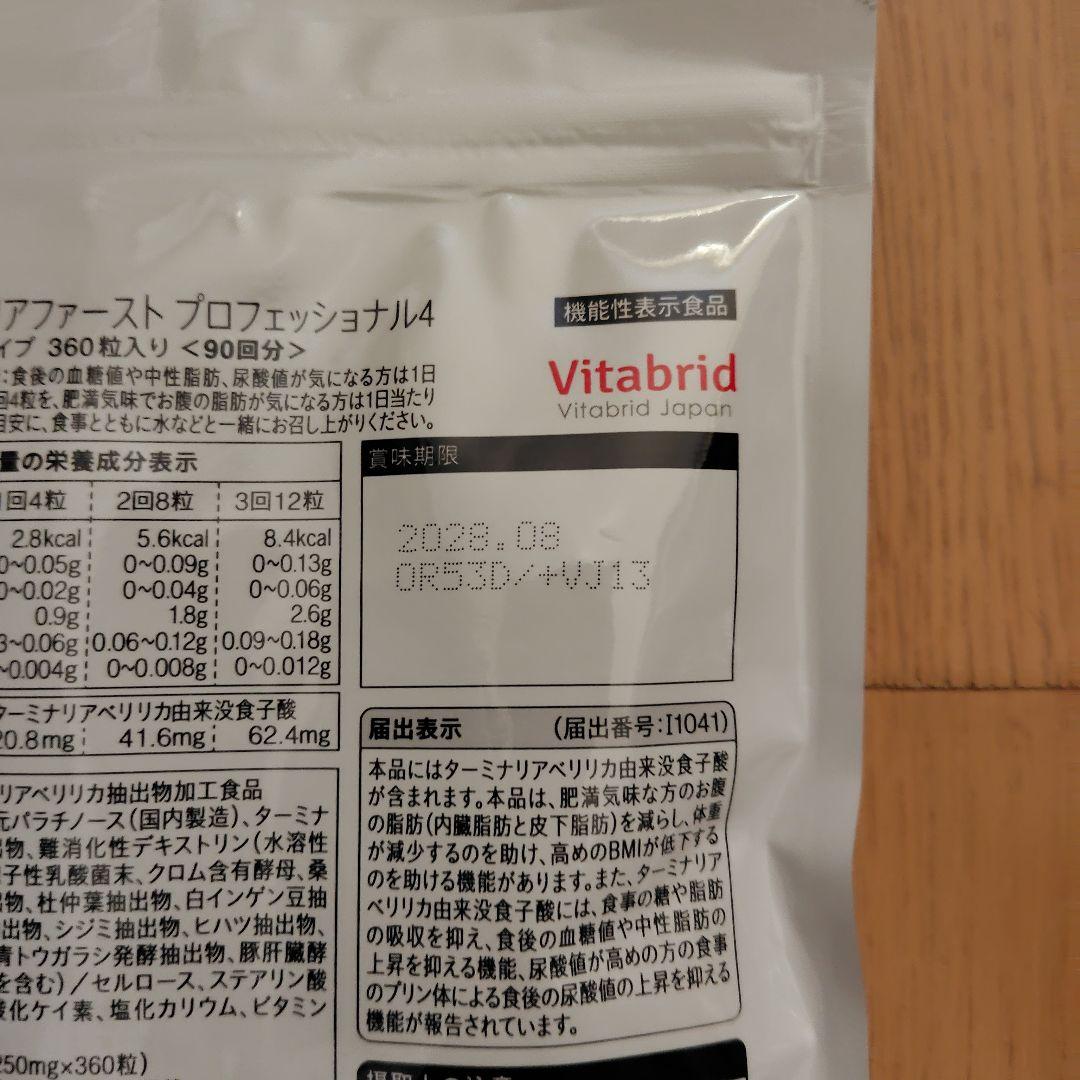 アファースト プロフェッショナル4
イプ 360粒入り <90回分>
:食後の血糖値や中性脂肪、尿酸値が気になる方は1日
回4粒を、肥満気味でお腹の脂肪が気になる方は1日当たり
目安に、食事とともに水などと一緒にお召し上がりください。
量の栄養成分表示
1回4粒 2回8粒 3回12粒
2.8kcal 5.6kcal 8.4kcal
0~0.05g 0~0.09g 0~0.13g
0~0.02g 0~0.04g 0~0.06g
0.9g 1.8g 2.6g
3~0.06g 0.06~0.12g 0.09~0.18g
~0.004g 0~0.008g 0~0.012g
ターミナリアベリリカ由来没食子酸
20.8mg 41.6mg 62.4mg
リアベリリカ抽出物加工食品
元パラチノース(国内製造)、ターミナ
出物、難消化性デキストリン(水溶性
子性乳酸菌末、クロム含有酵母、桑
物、杜仲葉抽出物、白インゲン豆抽
出物、シジミ抽出物、ヒハツ抽出物、
青トウガラシ発酵抽出物、豚肝臓酵
を含む)/セルロース、ステアリン酸
酸化ケイ素、塩化カリウム、ビタミン
250mg×360粒)
機能性表示食品
Vitabrid
Vitabrid Japan
賞味期限
2028.08
OR53D/+VJ13
届出表示 (届出番号:I1041)
本品にはターミナリアベリリカ由来没食子酸
が含まれます。本品は、肥満気味な方のお腹
の脂肪(内臓脂肪と皮下脂肪)を減らし、体重
が減少するのを助け、高めのBMIが低下する
のを助ける機能があります。また、ターミナリア
ベリリカ由来没食子酸には、食事の糖や脂肪
の吸収を抑え、食後の血糖値や中性脂肪の
上昇を抑える機能、尿酸値が高めの方の食事
のプリン体による食後の尿酸値の上昇を抑える
機能が報告されています。
摂取上の注意